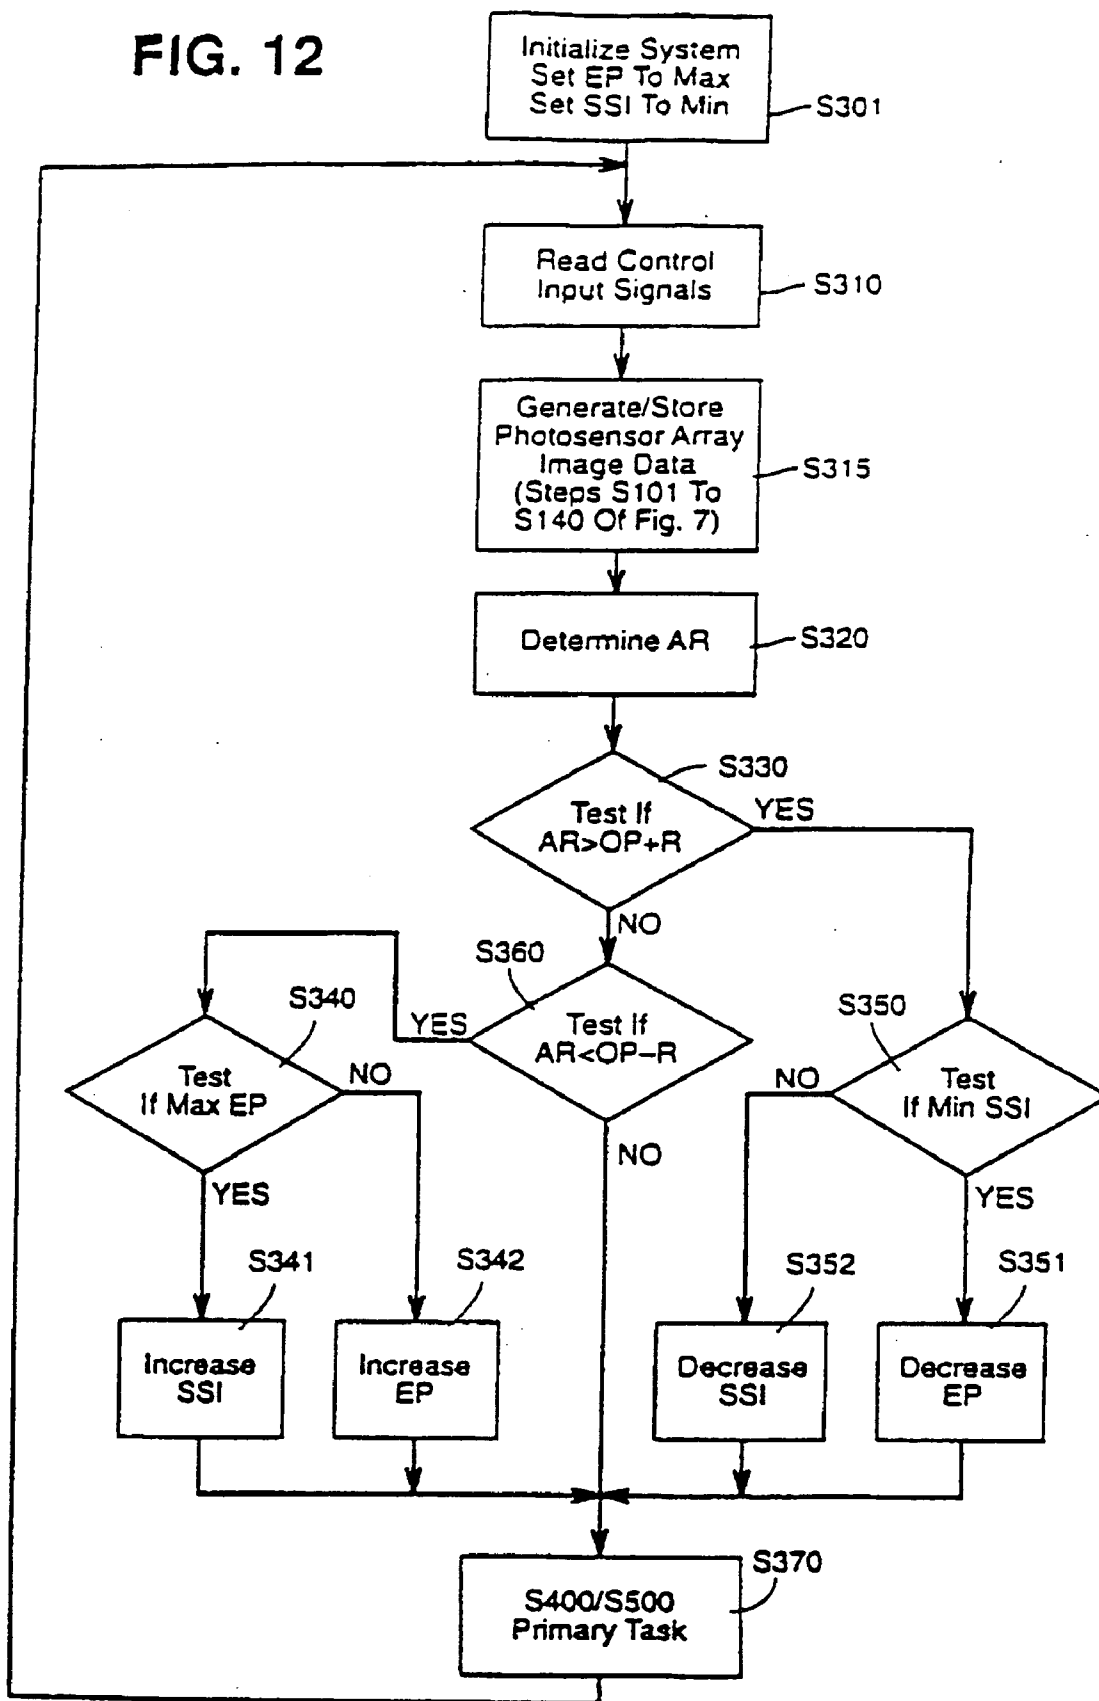 FIG. 12
Initialize System
Set EP To Max
Set SSI To Min
S301
Read Control
Input Signals
S310
Generate/Store
Photosensor Array
Image Data
(Steps S101 To
S140 Of Fig. 7)
S315
Determine AR
S320
S330
Test If
AR>OP+R
YES
NO
S360
Test If
AR<OP−R
YES
NO
S340
Test
If Max EP
NO
YES
S350
Test
If Min SSI
NO
YES
S341
Increase
SSI
S342
Increase
EP
S352
Decrease
SSI
S351
Decrease
EP
S370
S400/S500
Primary Task